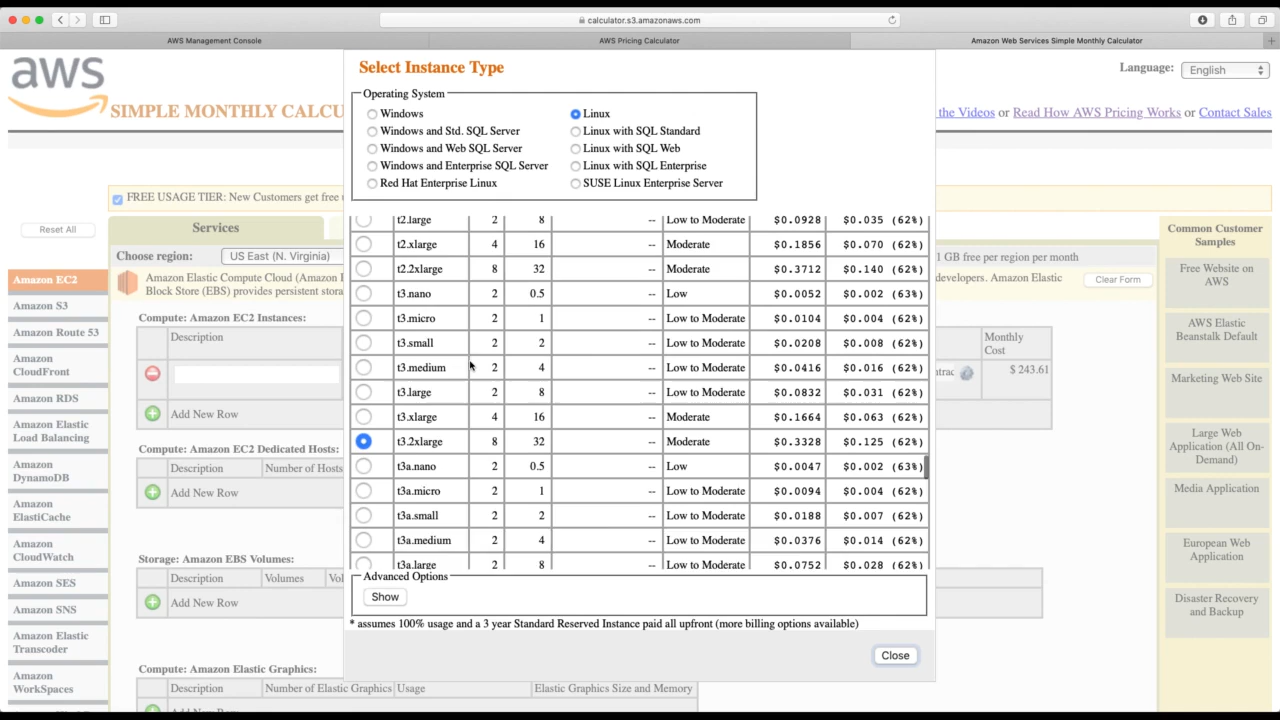 calculator.s3.amazonaws.com
AWS Management Console
AWS Pricing Calculator
Amazon Web Services Simple Monthly Calculator
aws
SIMPLE MONTHLY CALCU
Language: English
the Videos or Read How AWS Pricing Works or Contact Sales
FREE USAGE TIER: New Customers get free
Reset All
Services
Choose region: US East (N. Virginia)
1 GB free per region per month
Amazon Elastic Compute Cloud (Amazon
Block Store (EBS) provides persistent stora
developers. Amazon Elastic
Clear Form
Amazon EC2
Amazon S3
Amazon Route 53
Amazon
CloudFront
Amazon RDS
Amazon Elastic
Load Balancing
Amazon
DynamoDB
Amazon
ElastiCache
Amazon
CloudWatch
Amazon SES
Amazon SNS
Amazon Elastic
Transcoder
Amazon
WorkSpaces
Compute: Amazon EC2 Instances:
Description
Monthly
Cost
$ 243.61
Add New Row
Compute: Amazon EC2 Dedicated Hosts:
Description Number of Hosts
Add New Row
Storage: Amazon EBS Volumes:
Description Volumes Vol
Add New Row
Compute: Amazon Elastic Graphics:
Description Number of Elastic Graphics Usage Elastic Graphics Size and Memory
Add New Row
Select Instance Type
Operating System
Windows Linux
Windows and Std. SQL Server Linux with SQL Standard
Windows and Web SQL Server Linux with SQL Web
Windows and Enterprise SQL Server Linux with SQL Enterprise
Red Hat Enterprise Linux SUSE Linux Enterprise Server
t2.large 2 8 -- Low to Moderate $0.0928 $0.035 (62%)
t2.xlarge 4 16 -- Moderate $0.1856 $0.070 (62%)
t2.2xlarge 8 32 -- Moderate $0.3712 $0.140 (62%)
t3.nano 2 0.5 -- Low $0.0052 $0.002 (63%)
t3.micro 2 1 -- Low to Moderate $0.0104 $0.004 (62%)
t3.small 2 2 -- Low to Moderate $0.0208 $0.008 (62%)
t3.medium 2 4 -- Low to Moderate $0.0416 $0.016 (62%)
t3.large 2 8 -- Low to Moderate $0.0832 $0.031 (62%)
t3.xlarge 4 16 -- Moderate $0.1664 $0.063 (62%)
t3.2xlarge 8 32 -- Moderate $0.3328 $0.125 (62%)
t3a.nano 2 0.5 -- Low $0.0047 $0.002 (63%)
t3a.micro 2 1 -- Low to Moderate $0.0094 $0.004 (62%)
t3a.small 2 2 -- Low to Moderate $0.0188 $0.007 (62%)
t3a.medium 2 4 -- Low to Moderate $0.0376 $0.014 (62%)
t3a.large 2 8 -- Low to Moderate $0.0752 $0.028 (62%)
Advanced Options
Show
* assumes 100% usage and a 3 year Standard Reserved Instance paid all upfront (more billing options available)
Close
Common Customer
Samples
Free Website on
AWS
AWS Elastic
Beanstalk Default
Marketing Web Site
Large Web
Application (All On-
Demand)
Media Application
European Web
Application
Disaster Recovery
and Backup